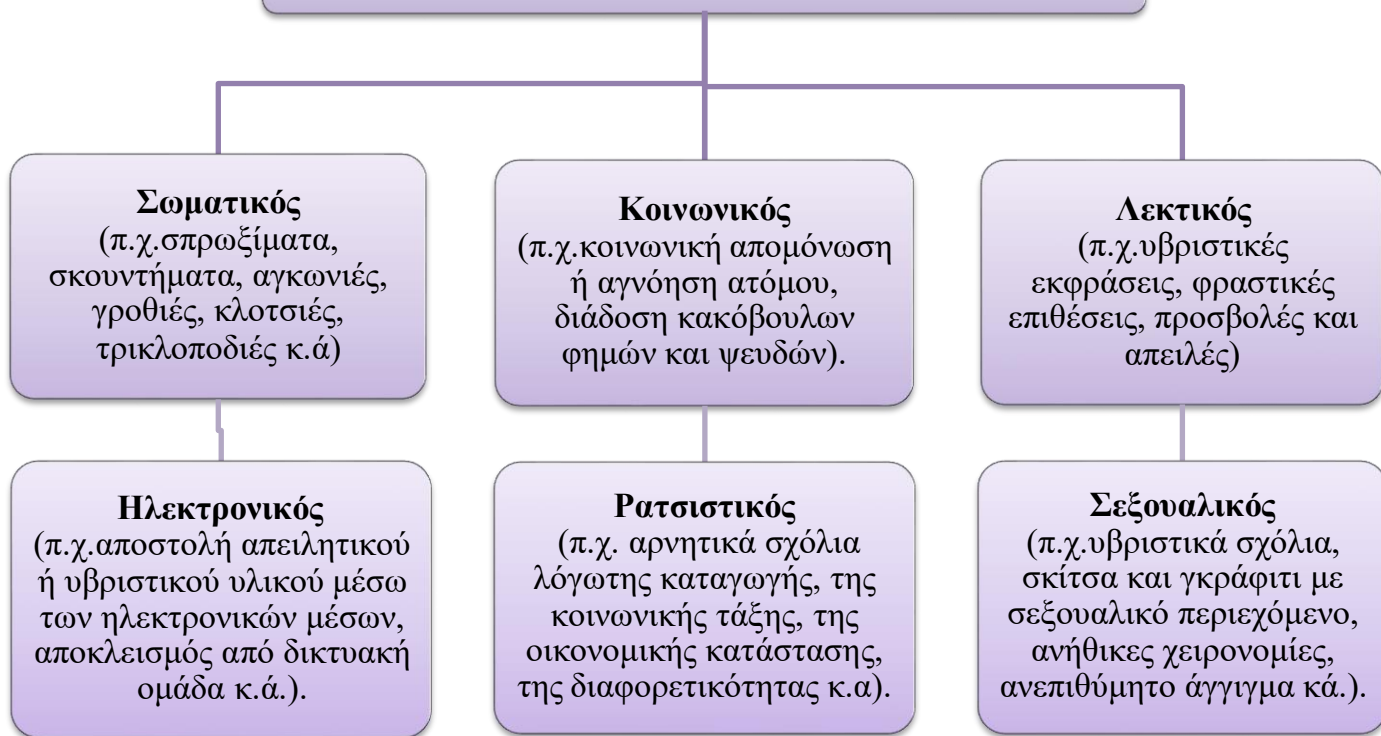 Σωματικός
(π.χ.σπρωξίματα,
σκουντήματα, αγκωνιές,
γροθιές, κλοτσιές,
τρικλοποδιές κ.ά)
Κοινωνικός
(π.χ.κοινωνική απομόνωση
ή αγνόηση ατόμου,
διάδοση κακόβουλων
φημών και ψευδών).
Λεκτικός
(π.χ.υβριστικές
εκφράσεις, φραστικές
επιθέσεις, προσβολές και
απειλές)
Ηλεκτρονικός
(π.χ.αποστολή απειλητικού
ή υβριστικού υλικού μέσω
των ηλεκτρονικών μέσων,
αποκλεισμός από δικτυακή
ομάδα κ.ά.).
Ρατσιστικός
(π.χ. αρνητικά σχόλια
λόγωτης καταγωγής, της
κοινωνικής τάξης, της
οικονομικής κατάστασης,
της διαφορετικότητας κ.α).
Σεξουαλικός
(π.χ.υβριστικά σχόλια,
σκίτσα και γκράφιτι με
σεξουαλικό περιεχόμενο,
ανήθικες χειρονομίες,
ανεπιθύμητο άγγιγμα κά.).